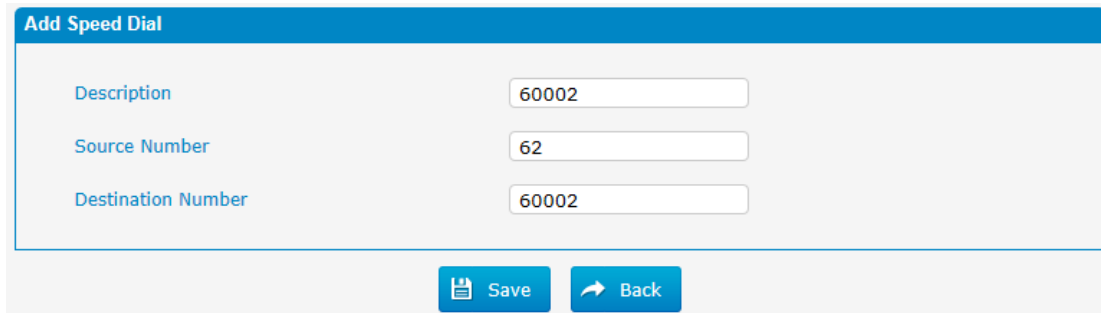 Add Speed Dial
Description 60002
Source Number 62
Destination Number 60002
Save Back